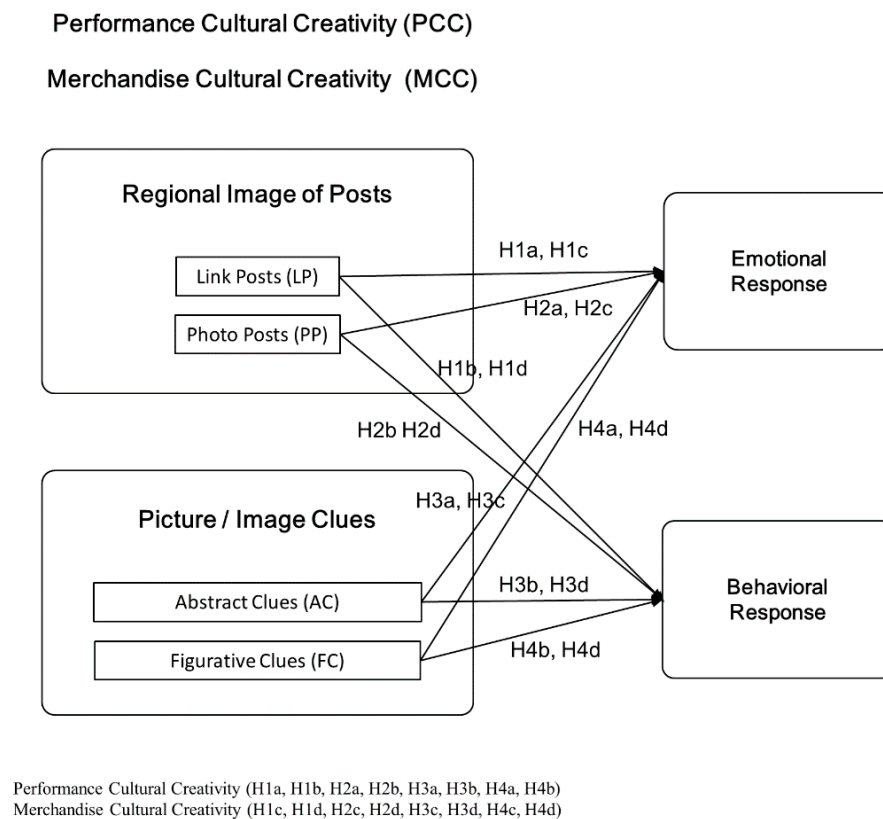 Performance Cultural Creativity (PCC)
Merchandise Cultural Creativity (MCC)
Regional Image of Posts
Link Posts (LP)
Photo Posts (PP)
H1a, H1c
H2a, H2c
H1b, H1d
H2b H2d
Emotional
Response
H4a, H4d
Picture / Image Clues
H3a, H3c
Abstract Clues (AC)
Figurative Clues (FC)
H3b, H3d
H4b, H4d
Behavioral
Response
Performance Cultural Creativity (H1a, H1b, H2a, H2b, H3a, H3b, H4a, H4b)
Merchandise Cultural Creativity (H1c, H1d, H2c, H2d, H3c, H3d, H4c, H4d)